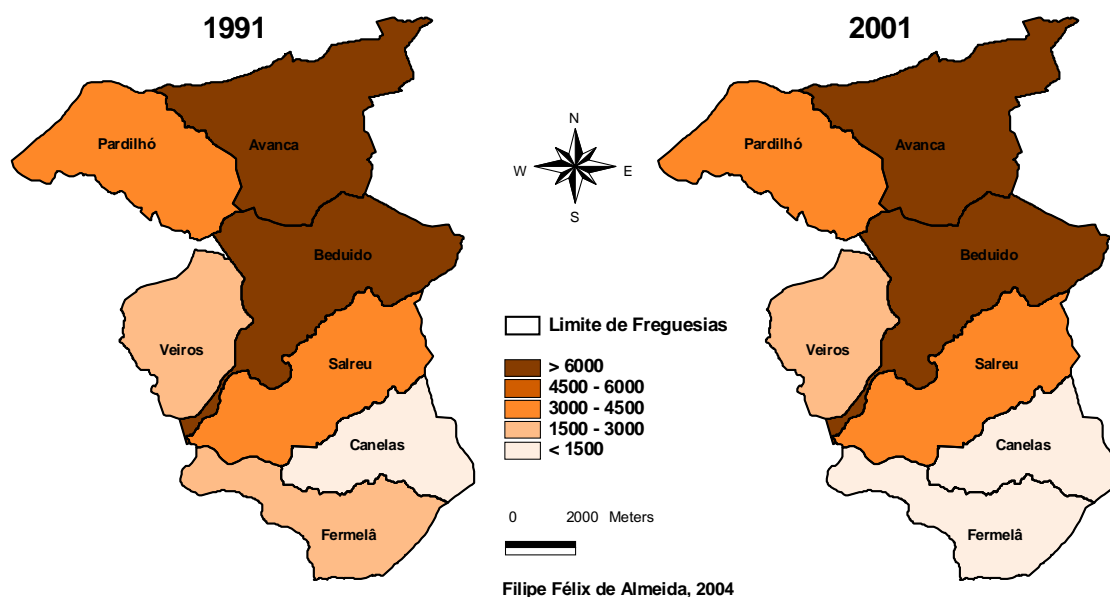 1991
2001
Pardilhó
Avanca
Beduido
Veiros
Salreu
Canelas
Fermelâ
N
W
E
S
Limite de Freguesias
> 6000
4500 - 6000
3000 - 4500
1500 - 3000
< 1500
0 2000 Meters
Filipe Félix de Almeida, 2004
Pardilhó
Avanca
Beduido
Veiros
Salreu
Canelas
Fermelâ